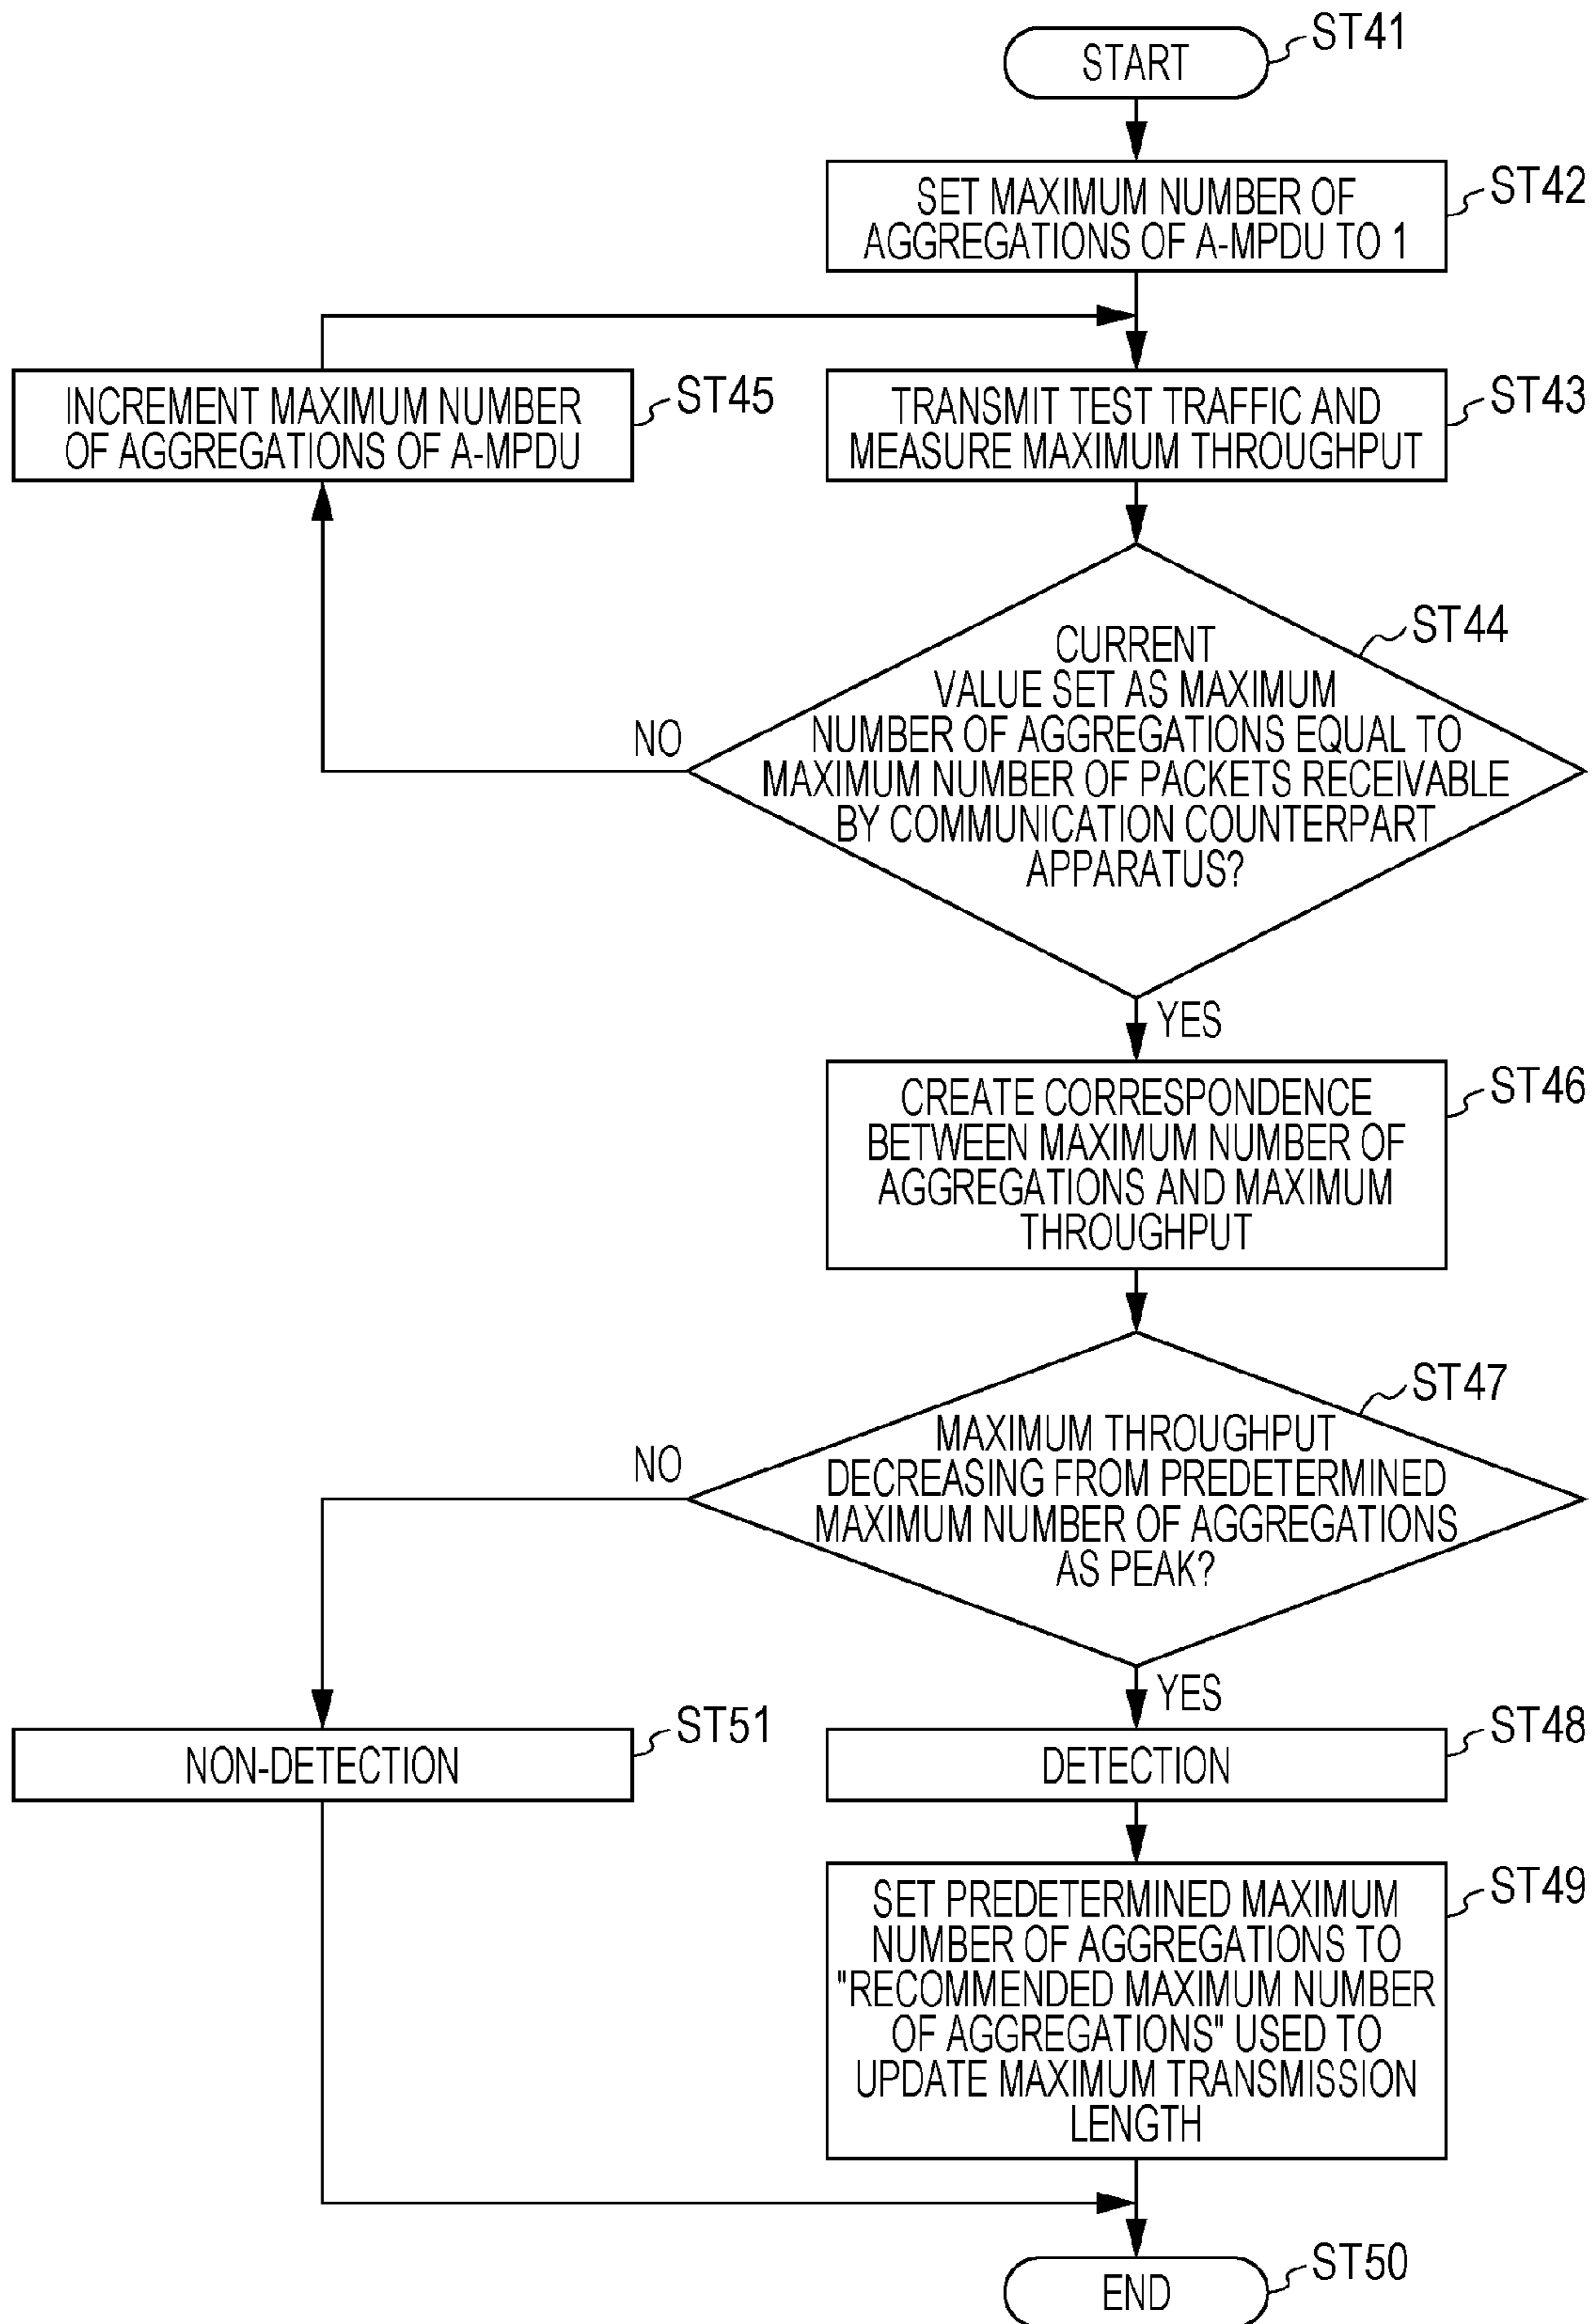 START
ST41
SET MAXIMUM NUMBER OF
AGGREGATIONS OF A-MPDU TO 1
ST42
INCREMENT MAXIMUM NUMBER
OF AGGREGATIONS OF A-MPDU
ST45
TRANSMIT TEST TRAFFIC AND
MEASURE MAXIMUM THROUGHPUT
ST43
CURRENT
VALUE SET AS MAXIMUM
NUMBER OF AGGREGATIONS EQUAL TO
MAXIMUM NUMBER OF PACKETS RECEIVABLE
BY COMMUNICATION COUNTERPART
APPARATUS?
ST44
NO
YES
CREATE CORRESPONDENCE
BETWEEN MAXIMUM NUMBER OF
AGGREGATIONS AND MAXIMUM
THROUGHPUT
ST46
MAXIMUM THROUGHPUT
DECREASING FROM PREDETERMINED
MAXIMUM NUMBER OF AGGREGATIONS
AS PEAK?
ST47
NO
YES
NON-DETECTION
ST51
DETECTION
ST48
SET PREDETERMINED MAXIMUM
NUMBER OF AGGREGATIONS TO
"RECOMMENDED MAXIMUM NUMBER
OF AGGREGATIONS" USED TO
UPDATE MAXIMUM TRANSMISSION
LENGTH
ST49
END
ST50